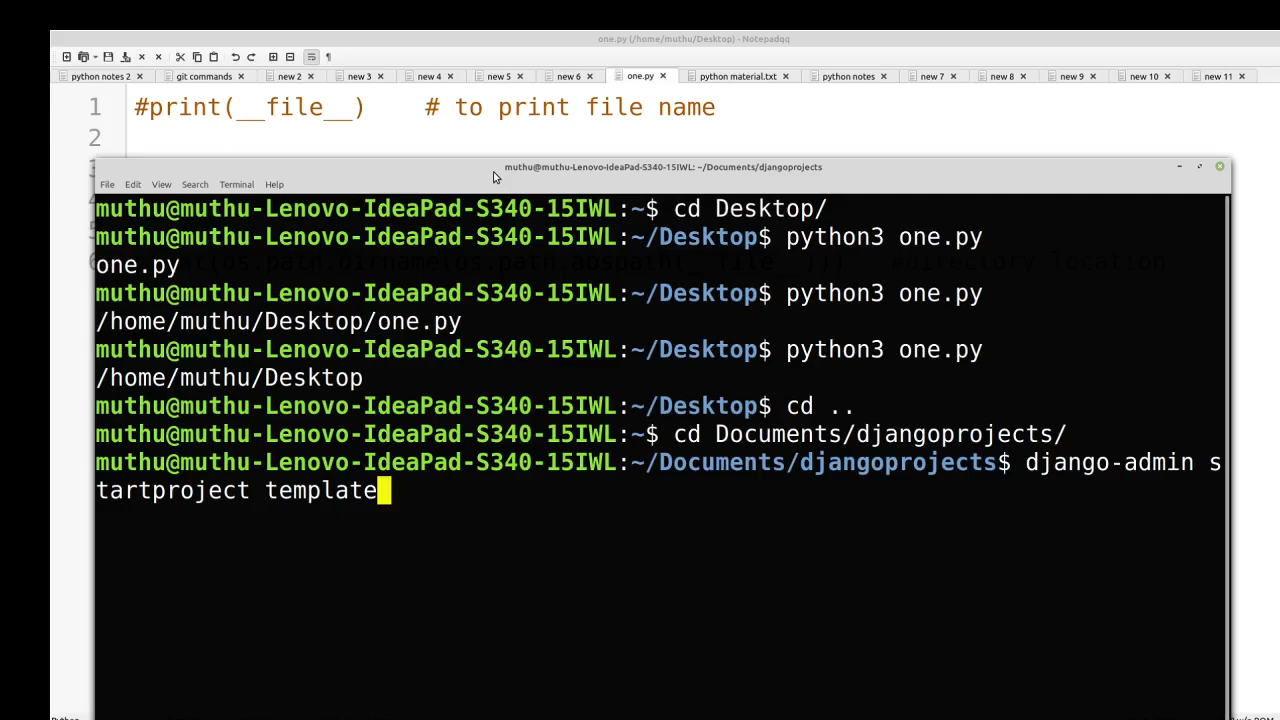 one.py (/home/muthu/Desktop) - Notepadqq
python notes 2 git commands new 2 new 3 new 4 new 5 new 6 one.py python material.txt python notes new 7 new 8 new 9 new 10 new 11
1 #print(__file__) # to print file name
2
muthu@muthu-Lenovo-IdeaPad-S340-15IWL: ~/Documents/djangoprojects
File Edit View Search Terminal Help
muthu@muthu-Lenovo-IdeaPad-S340-15IWL:~$ cd Desktop/
muthu@muthu-Lenovo-IdeaPad-S340-15IWL:~/Desktop$ python3 one.py
one.py
muthu@muthu-Lenovo-IdeaPad-S340-15IWL:~/Desktop$ python3 one.py
/home/muthu/Desktop/one.py
muthu@muthu-Lenovo-IdeaPad-S340-15IWL:~/Desktop$ python3 one.py
/home/muthu/Desktop
muthu@muthu-Lenovo-IdeaPad-S340-15IWL:~/Desktop$ cd ..
muthu@muthu-Lenovo-IdeaPad-S340-15IWL:~$ cd Documents/djangoprojects/
muthu@muthu-Lenovo-IdeaPad-S340-15IWL:~/Documents/djangoprojects$ django-admin s
tartproject template